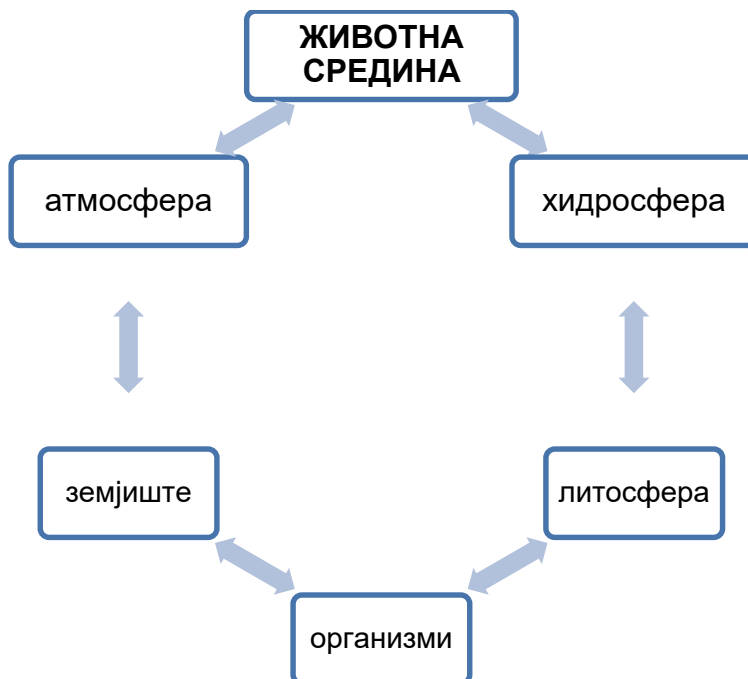 ЖИВОТНА
СРЕДИНА
атмосфера
хидросфера
земјиште
литосфера
организми